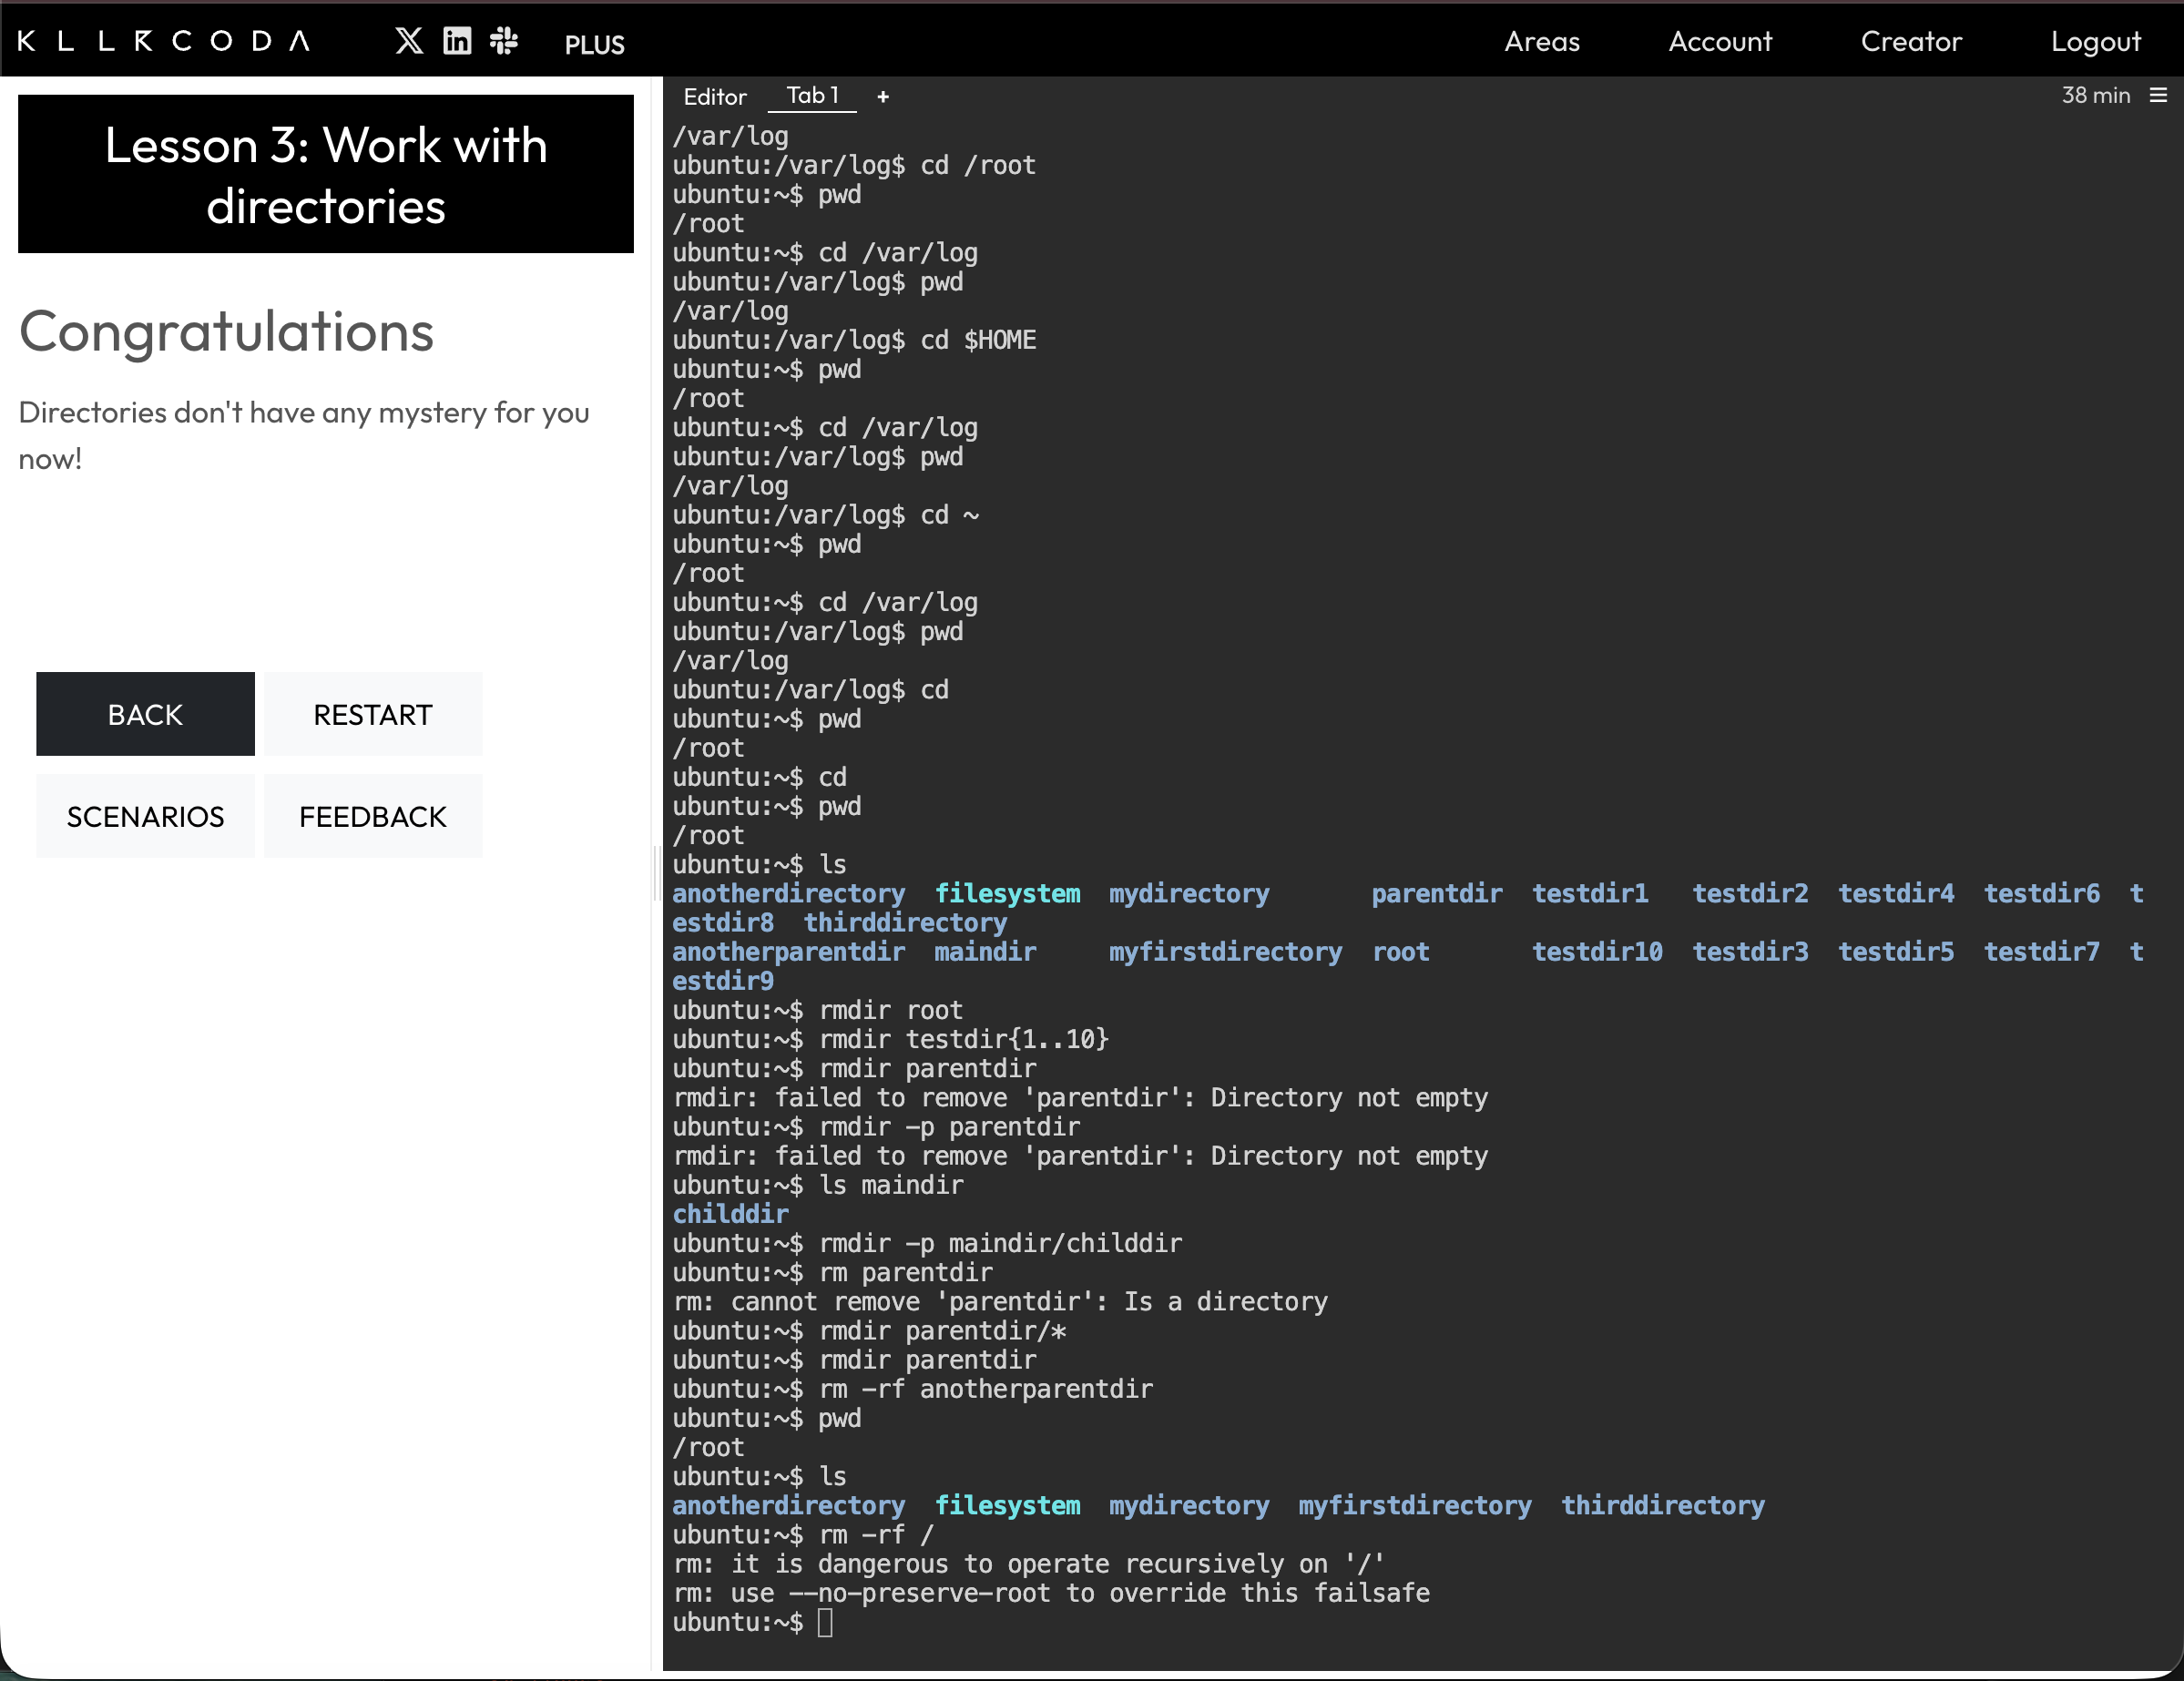 KLLRCODA PLUS Areas Account Creator Logout
Lesson 3: Work with
directories
Congratulations
Directories don't have any mystery for you
now!
BACK RESTART
SCENARIOS FEEDBACK
Editor Tab 1 + 38 min
/var/log
ubuntu:/var/log$ cd /root
ubuntu:~$ pwd
/root
ubuntu:~$ cd /var/log
ubuntu:/var/log$ pwd
/var/log
ubuntu:/var/log$ cd $HOME
ubuntu:~$ pwd
/root
ubuntu:~$ cd /var/log
ubuntu:/var/log$ pwd
/var/log
ubuntu:/var/log$ cd ~
ubuntu:~$ pwd
/root
ubuntu:~$ cd /var/log
ubuntu:/var/log$ pwd
/var/log
ubuntu:/var/log$ cd
ubuntu:~$ pwd
/root
ubuntu:~$ cd
ubuntu:~$ pwd
/root
ubuntu:~$ ls
anotherdirectory filesystem mydirectory parentdir testdir1 testdir2 testdir4 testdir6 t
estdir8 thirddirectory
anotherparentdir maindir myfirstdirectory root testdir10 testdir3 testdir5 testdir7 t
estdir9
ubuntu:~$ rmdir root
ubuntu:~$ rmdir testdir{1..10}
ubuntu:~$ rmdir parentdir
rmdir: failed to remove 'parentdir': Directory not empty
ubuntu:~$ rmdir -p parentdir
rmdir: failed to remove 'parentdir': Directory not empty
ubuntu:~$ ls maindir
childdir
ubuntu:~$ rmdir -p maindir/childdir
ubuntu:~$ rm parentdir
rm: cannot remove 'parentdir': Is a directory
ubuntu:~$ rmdir parentdir/*
ubuntu:~$ rmdir parentdir
ubuntu:~$ rm -rf anotherparentdir
ubuntu:~$ pwd
/root
ubuntu:~$ ls
anotherdirectory filesystem mydirectory myfirstdirectory thirddirectory
ubuntu:~$ rm -rf /
rm: it is dangerous to operate recursively on '/'
rm: use --no-preserve-root to override this failsafe
ubuntu:~$